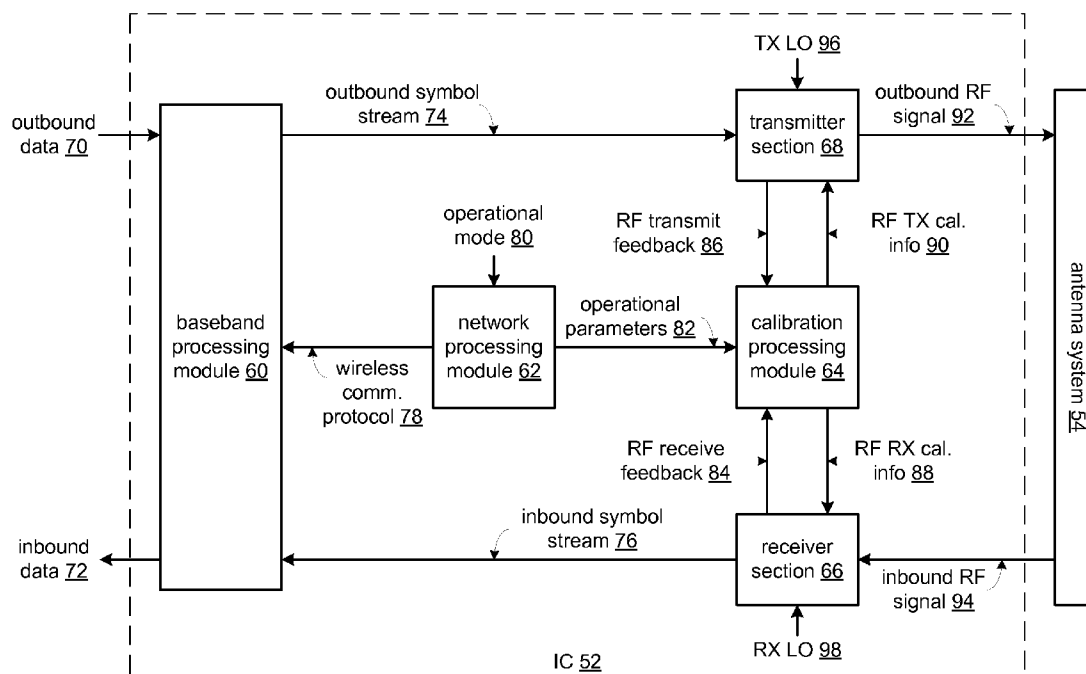 TX LO 96
outbound
data 70
outbound symbol
stream 74
transmitter
section 68
outbound RF
signal 92
operational
mode 80
RF transmit
feedback 86
RF TX cal.
info 90
baseband
processing
module 60
network
processing
module 62
operational
parameters 82
calibration
processing
module 64
antenna system 54
wireless
comm.
protocol 78
RF receive
feedback 84
RF RX cal.
info 88
inbound
data 72
inbound symbol
stream 76
receiver
section 66
inbound RF
signal 94
IC 52
RX LO 98